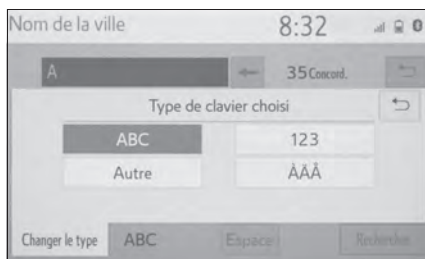 Nom de la ville 8:32
A 35 Concord.
Type de clavier choisi
ABC 123
Autre ÀÄÂ
Changer le type ABC Espace Rechercher